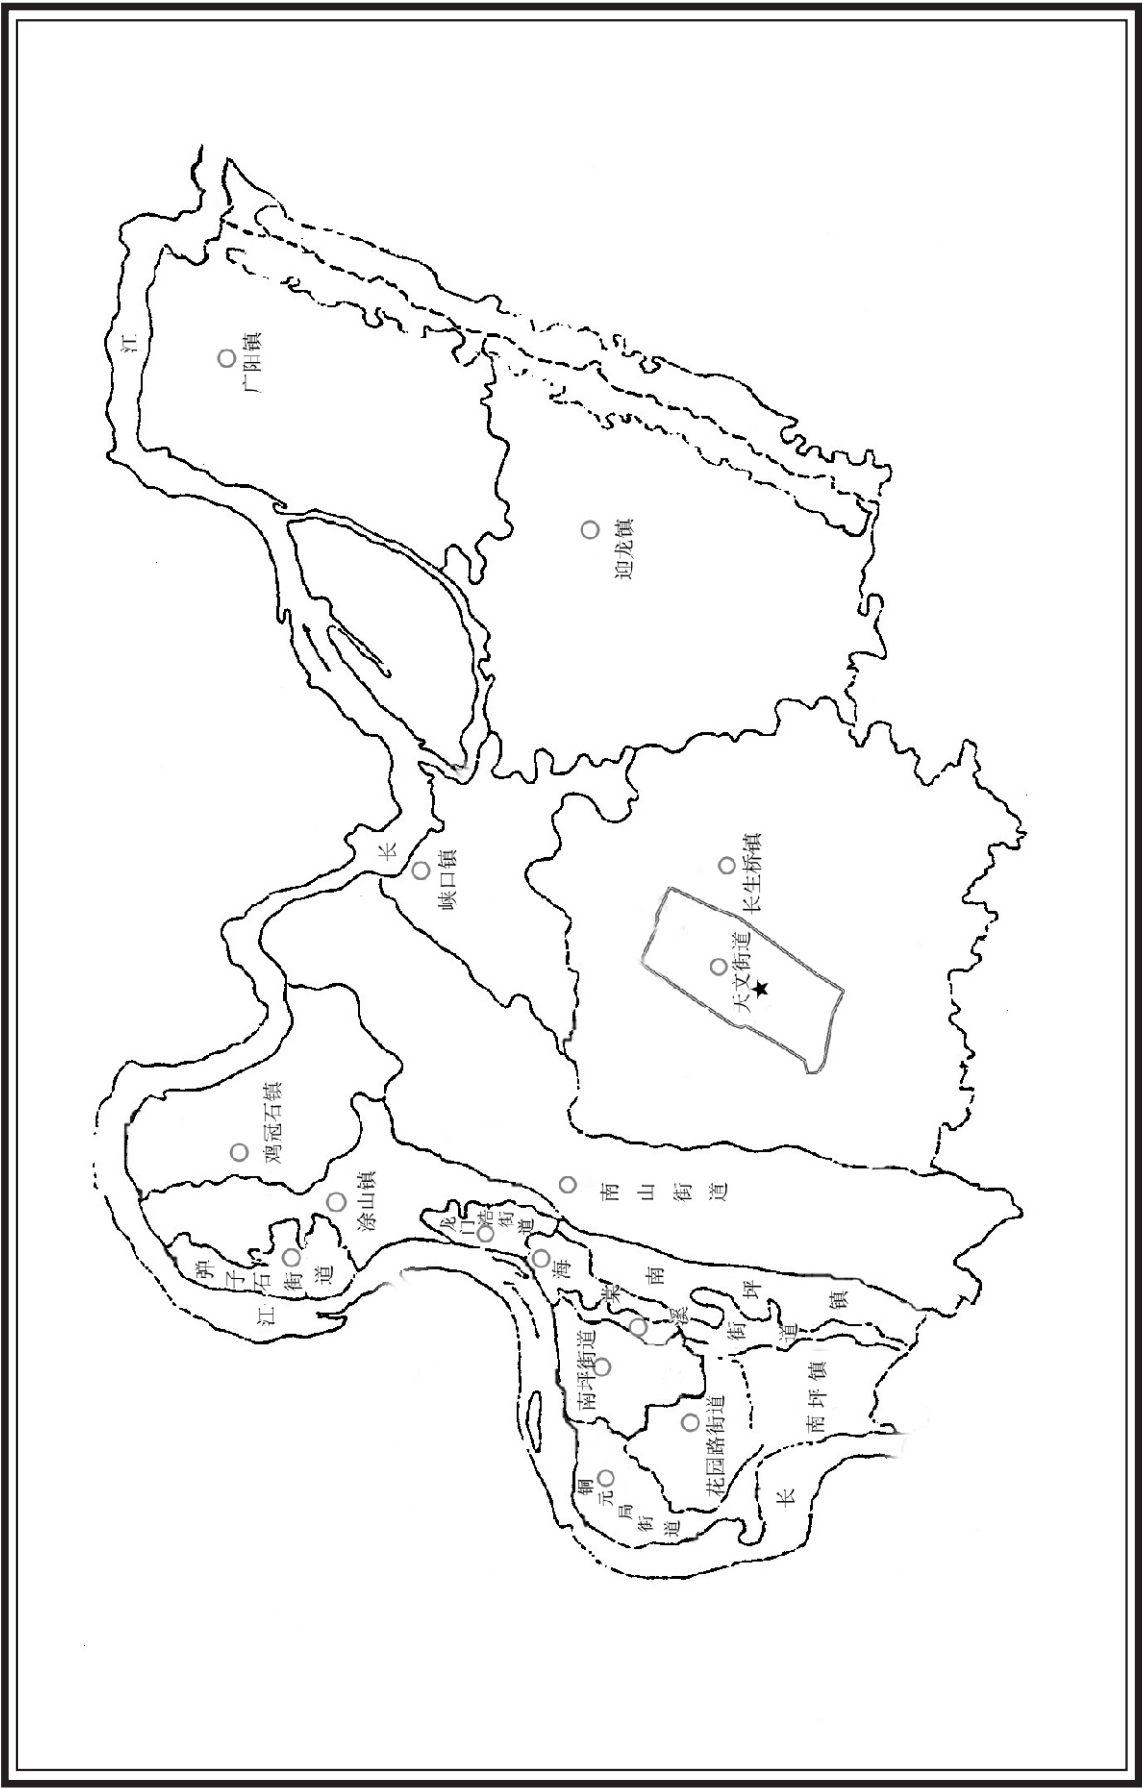 江
广阳镇
迎龙镇
长
峡口镇
长生桥镇
天文街道
鸡冠石镇
涂山镇
南山街道
弹子石街道
龙门浩街道
江
海棠溪街道
南坪镇
南坪街道
花园路街道
南坪镇
铜元局街道
长